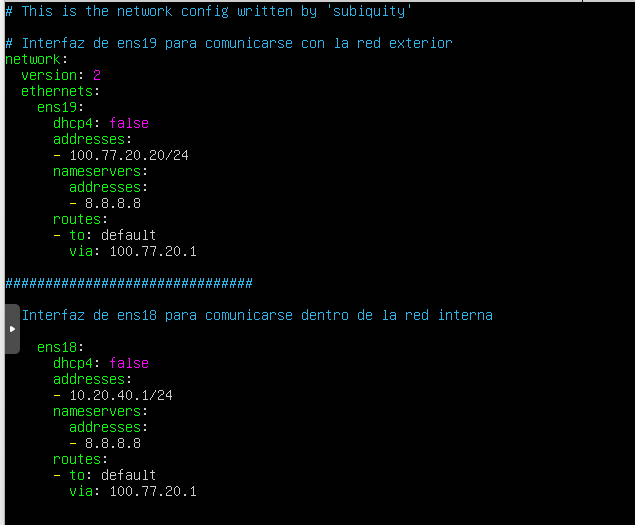 # This is the network config written by 'subiquity'
# Interfaz de ens19 para comunicarse con la red exterior
network:
  version: 2
  ethernets:
    ens19:
      dhcp4: false
      addresses:
      - 100.77.20.20/24
      nameservers:
        addresses:
        - 8.8.8.8
      routes:
      - to: default
        via: 100.77.20.1
###############################
Interfaz de ens18 para comunicarse dentro de la red interna
    ens18:
      dhcp4: false
      addresses:
      - 10.20.40.1/24
      nameservers:
        addresses:
        - 8.8.8.8
      routes:
      - to: default
        via: 100.77.20.1